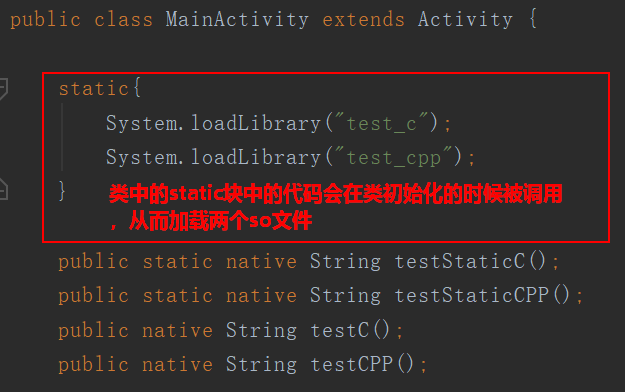 public class MainActivity extends Activity {
static{
System.loadLibrary("test_c");
System.loadLibrary("test_cpp");
}
类中的static块中的代码会在类初始化的时候被调用
，从而加载两个so文件
public static native String testStaticC();
public static native String testStaticCPP();
public native String testC();
public native String testCPP();